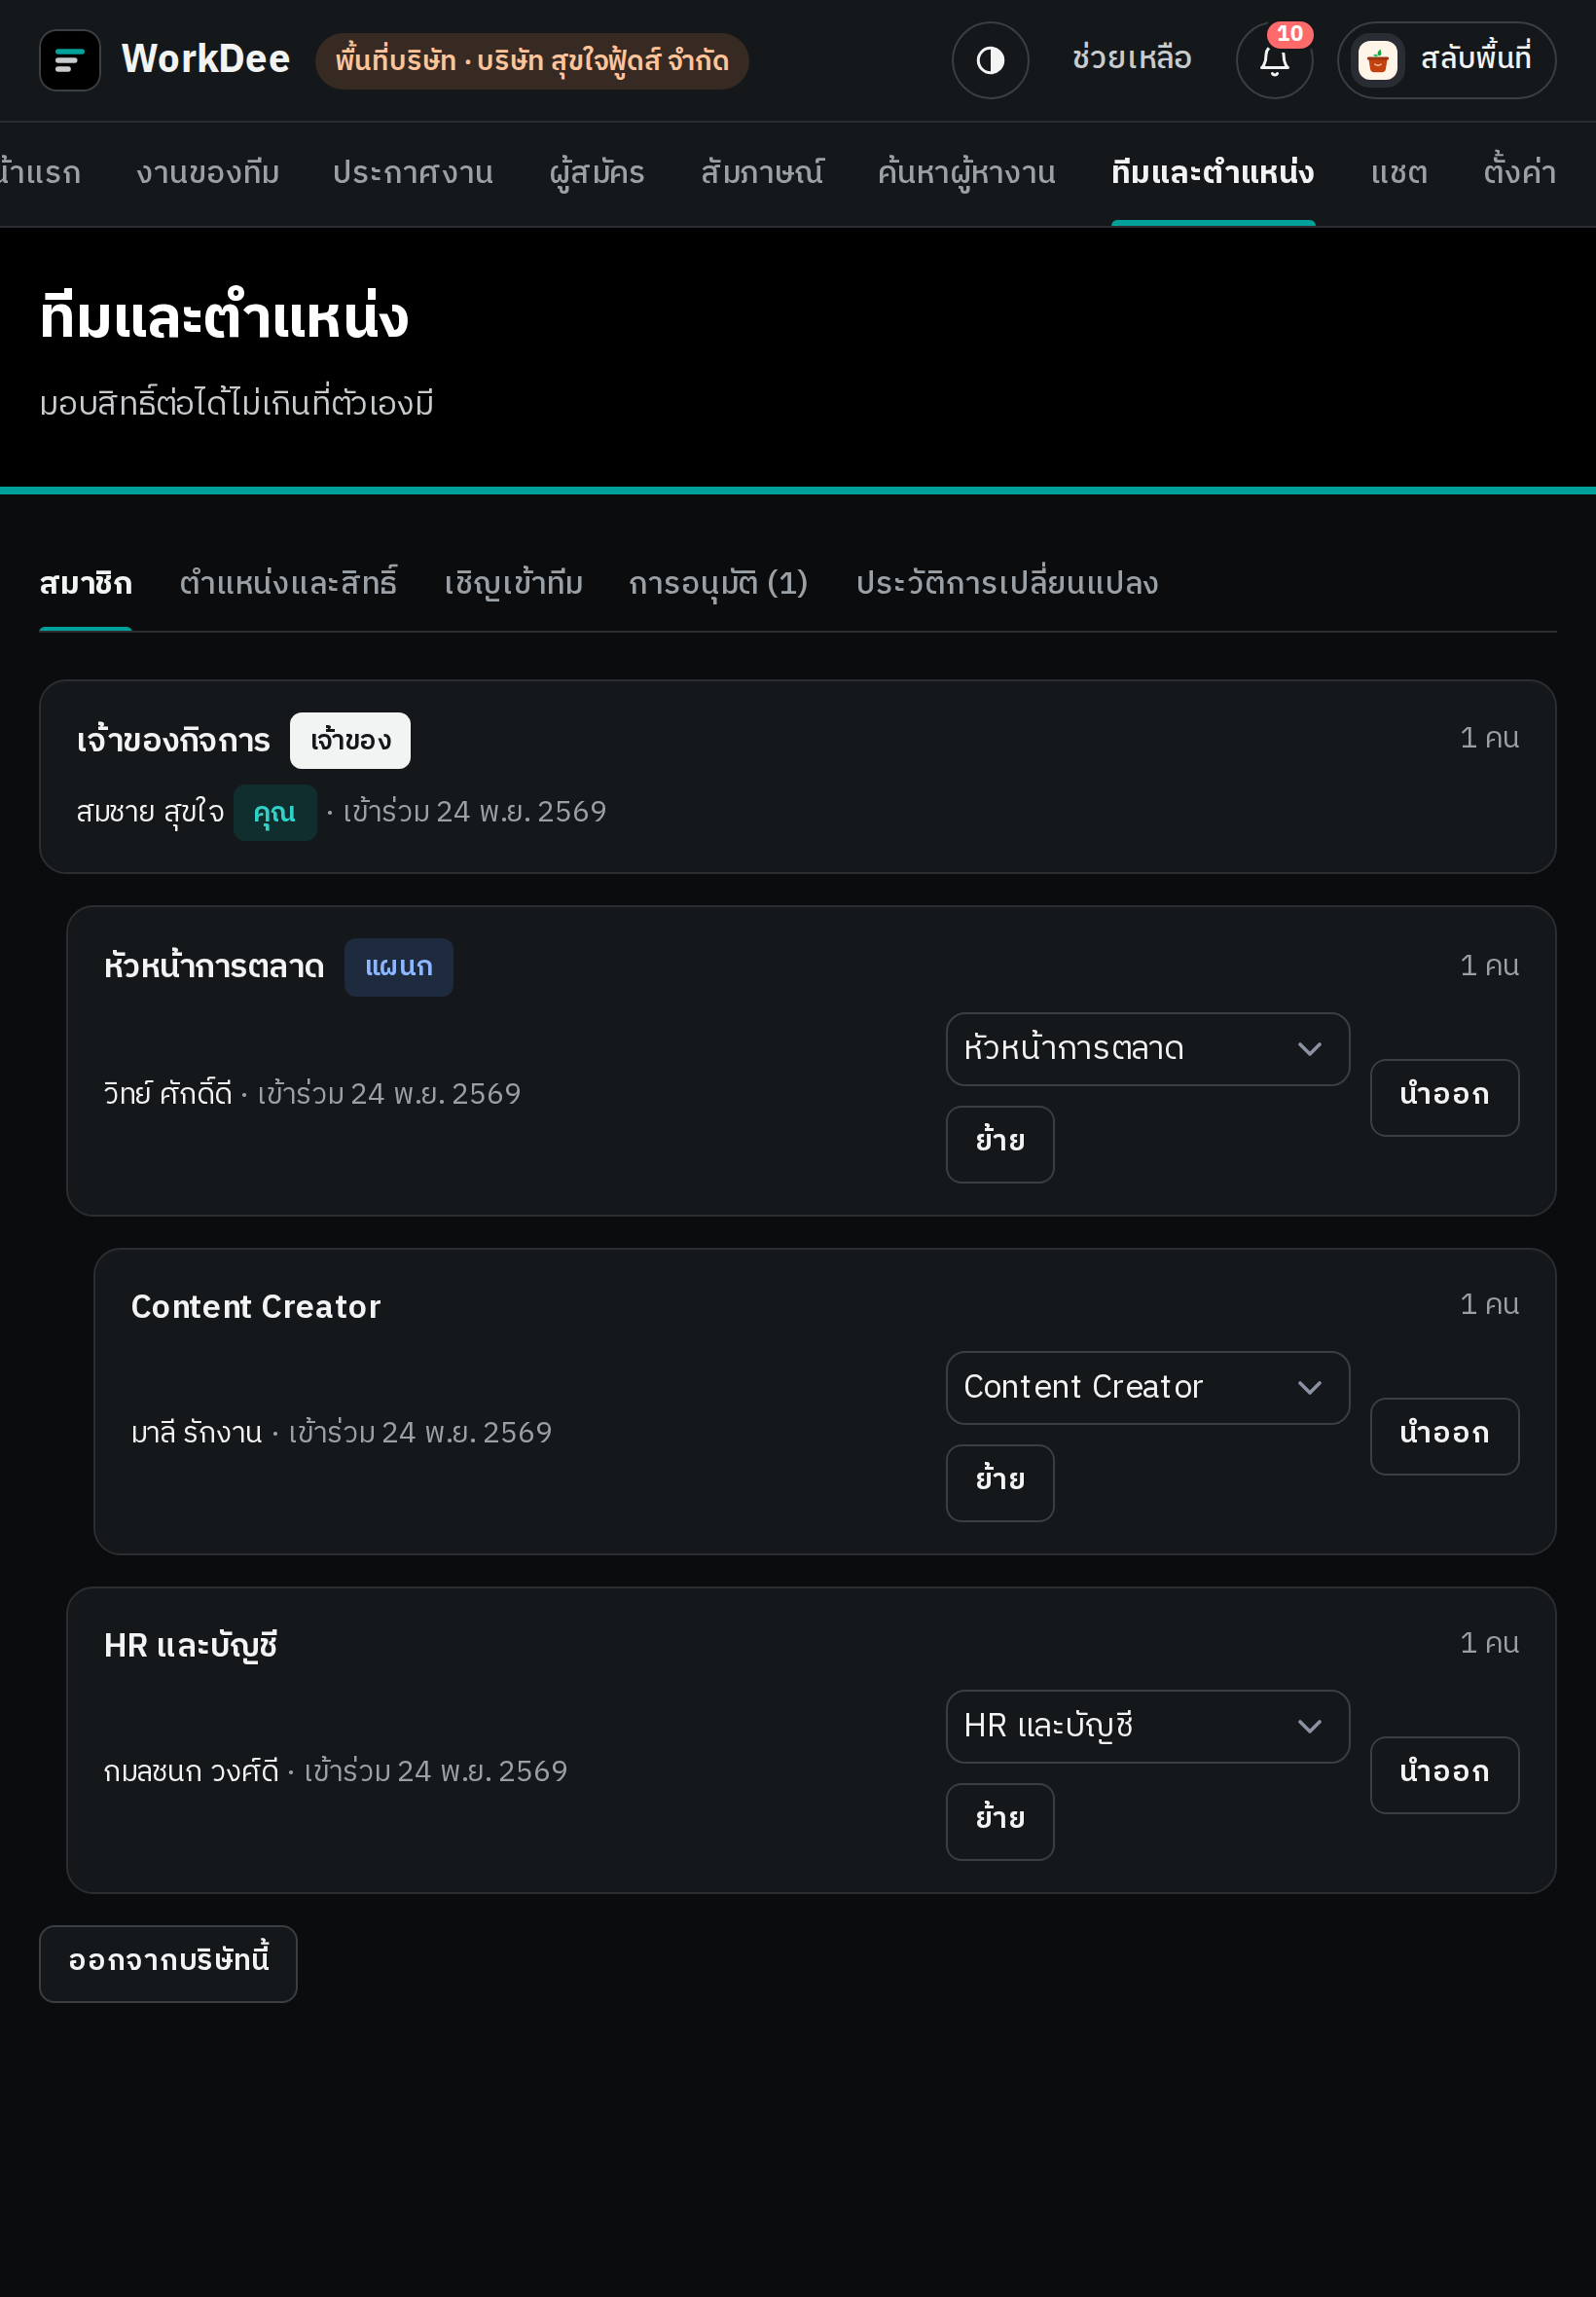 WorkDee
พื้นที่บริษัท · บริษัท สุขใจฟู้ดส์ จำกัด
ช่วยเหลือ
10
สลับพื้นที่
น้าแรก งานของทีม ประกาศงาน ผู้สมัคร สัมภาษณ์ ค้นหาผู้หางาน ทีมและตำแหน่ง แชต ตั้งค่า
ทีมและตำแหน่ง
มอบสิทธิ์ต่อได้ไม่เกินที่ตัวเองมี
สมาชิก ตำแหน่งและสิทธิ์ เชิญเข้าทีม การอนุมัติ (1) ประวัติการเปลี่ยนแปลง
เจ้าของกิจการ เจ้าของ 1 คน
สมชาย สุขใจ คุณ · เข้าร่วม 24 พ.ย. 2569
หัวหน้าการตลาด แผนก 1 คน
หัวหน้าการตลาด
วิทย์ ศักดิ์ดี · เข้าร่วม 24 พ.ย. 2569
นำออก
ย้าย
Content Creator 1 คน
Content Creator
มาลี รักงาน · เข้าร่วม 24 พ.ย. 2569
นำออก
ย้าย
HR และบัญชี 1 คน
HR และบัญชี
กมลชนก วงศ์ดี · เข้าร่วม 24 พ.ย. 2569
นำออก
ย้าย
ออกจากบริษัทนี้